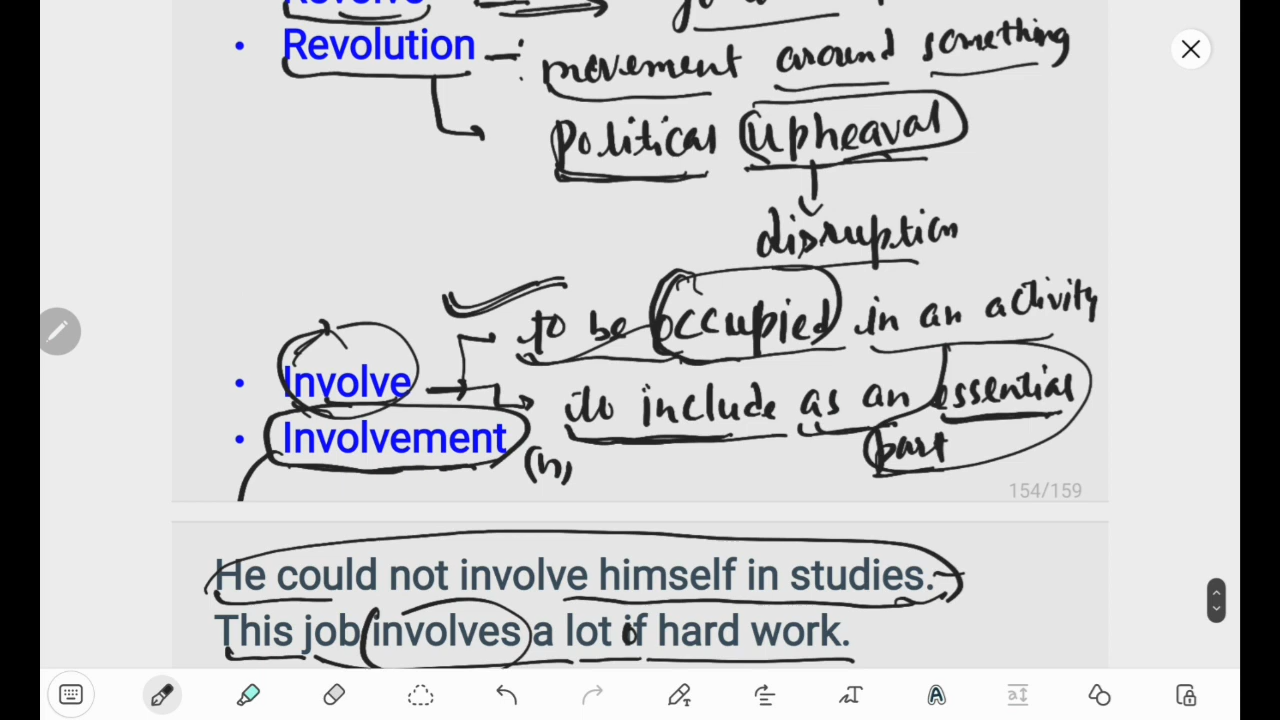 • Revolution – : movement around something
Political Upheaval
disruption
to be occupied in an activity
• Involve to include as an essential
part
• Involvement (n)
154/159
He could not involve himself in studies.
This job involves a lot of hard work.